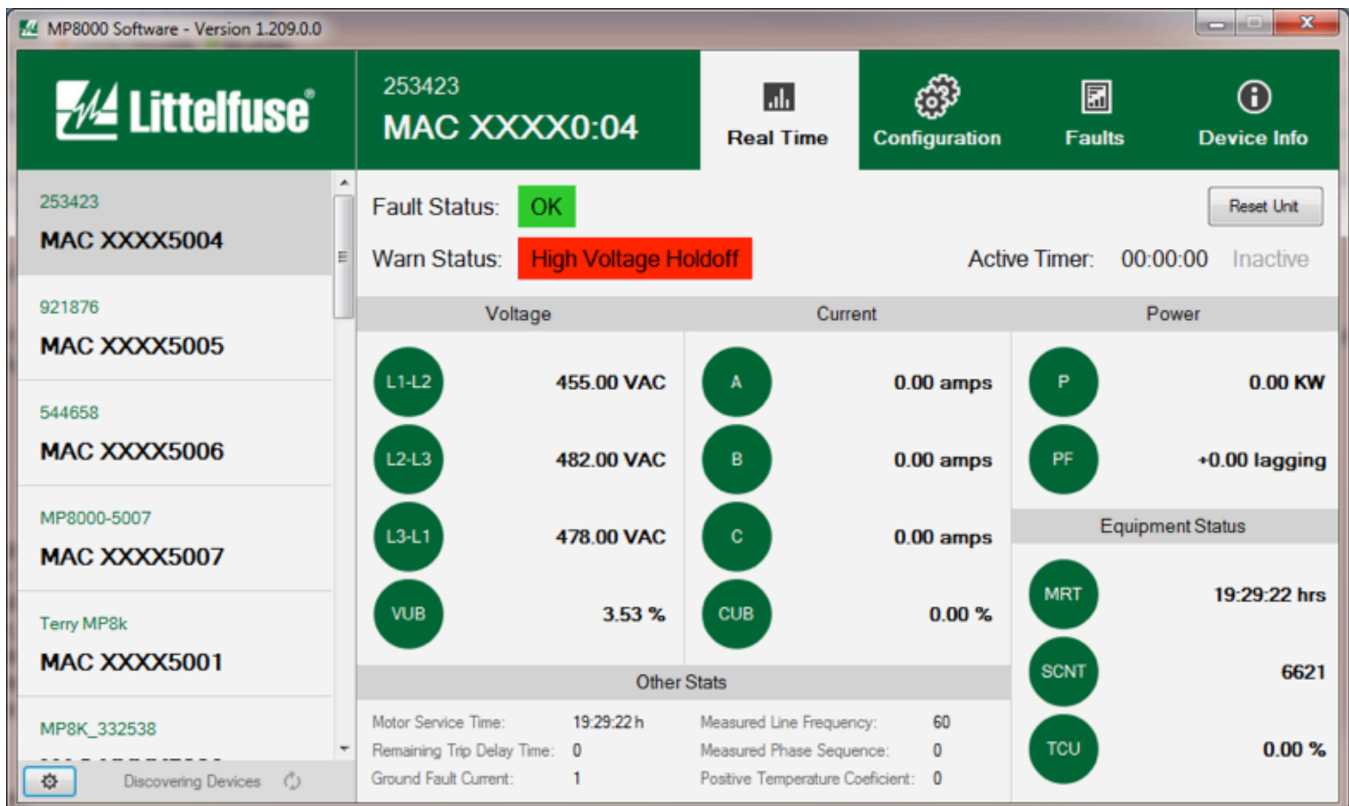 MP8000 Software - Version 1.209.0.0
Littelfuse®
253423
MAC XXXX0:04
Real Time
Configuration
Faults
Device Info
253423
MAC XXXX5004
921876
MAC XXXX5005
544658
MAC XXXX5006
MP8000-5007
MAC XXXX5007
Terry MP8k
MAC XXXX5001
MP8K_332538
Discovering Devices
Fault Status: OK
Reset Unit
Warn Status: High Voltage Holdoff
Active Timer: 00:00:00 Inactive
Voltage
L1-L2 455.00 VAC
L2-L3 482.00 VAC
L3-L1 478.00 VAC
VUB 3.53 %
Current
A 0.00 amps
B 0.00 amps
C 0.00 amps
CUB 0.00 %
Power
P 0.00 KW
PF +0.00 lagging
Equipment Status
MRT 19:29:22 hrs
SCNT 6621
TCU 0.00 %
Other Stats
Motor Service Time: 19:29:22 h
Remaining Trip Delay Time: 0
Ground Fault Current: 1
Measured Line Frequency: 60
Measured Phase Sequence: 0
Positive Temperature Coeficient: 0